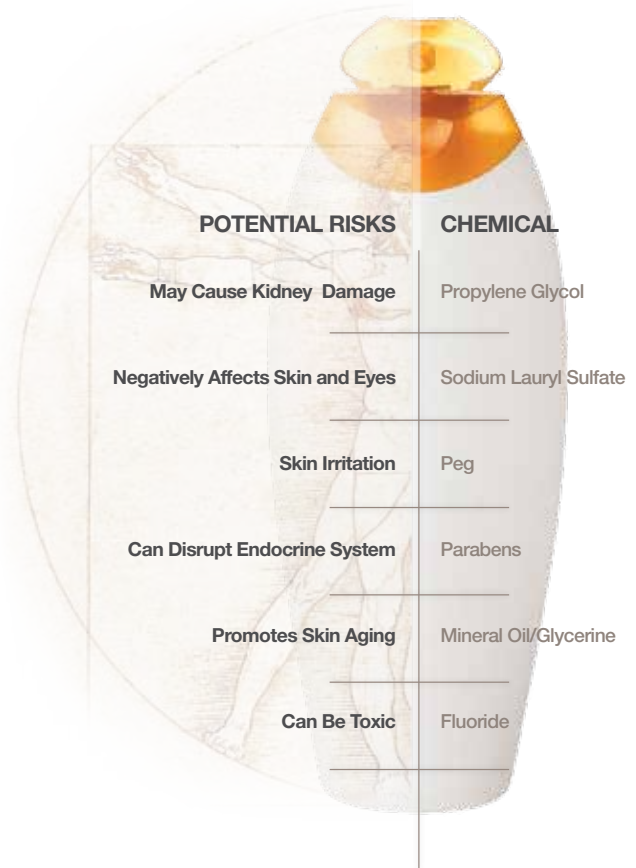 POTENTIAL RISKS CHEMICAL
May Cause Kidney Damage Propylene Glycol
Negatively Affects Skin and Eyes Sodium Lauryl Sulfate
Skin Irritation Peg
Can Disrupt Endocrine System Parabens
Promotes Skin Aging Mineral Oil/Glycerine
Can Be Toxic Fluoride